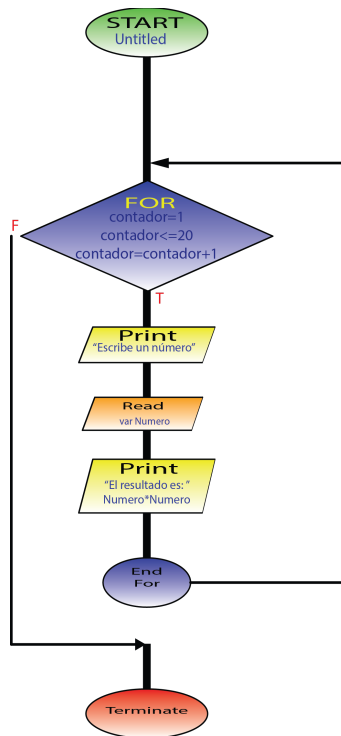 START
Untitled
F
FOR
contador=1
contador<=20
contador=contador+1
T
Print
“Escribe un número”
Read
var Numero
Print
“El resultado es:”
Numero*Numero
End
For
Terminate